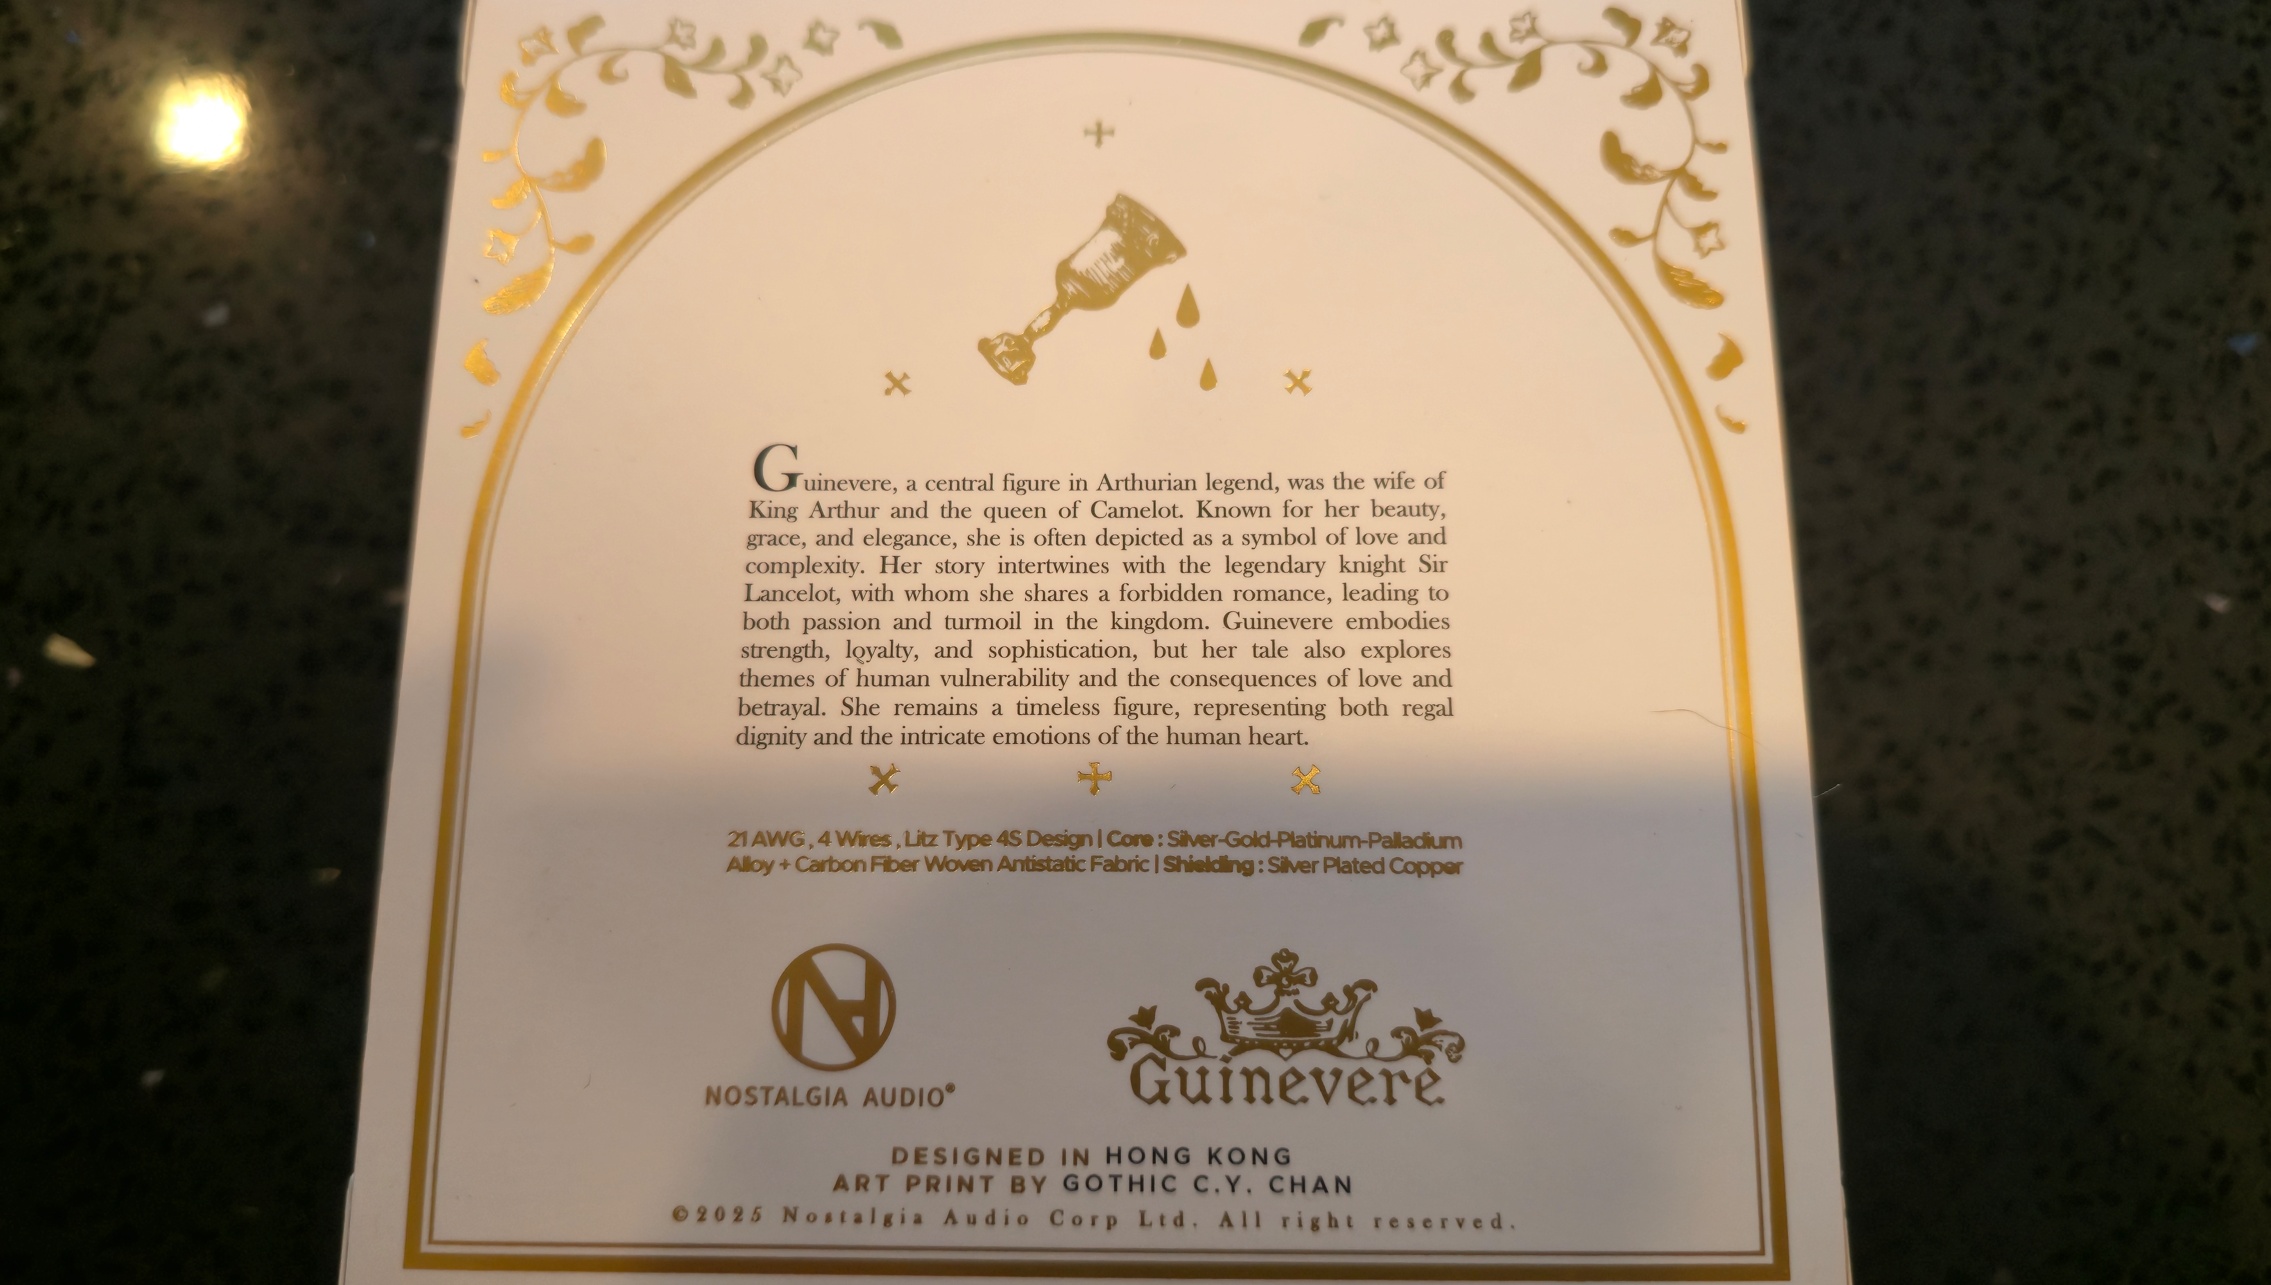 Guinevere, a central figure in Arthurian legend, was the wife of
King Arthur and the queen of Camelot. Known for her beauty,
grace, and elegance, she is often depicted as a symbol of love and
complexity. Her story intertwines with the legendary knight Sir
Lancelot, with whom she shares a forbidden romance, leading to
both passion and turmoil in the kingdom. Guinevere embodies
strength, loyalty, and sophistication, but her tale also explores
themes of human vulnerability and the consequences of love and
betrayal. She remains a timeless figure, representing both regal
dignity and the intricate emotions of the human heart.
21 AWG , 4 Wires , Litz Type 4S Design | Core : Silver-Gold-Platinum-Palladium
Alloy + Carbon Fiber Woven Antistatic Fabric | Shielding : Silver Plated Copper
NOSTALGIA AUDIO®
Guinevere
DESIGNED IN HONG KONG
ART PRINT BY GOTHIC C.Y. CHAN
©2025 Nostalgia Audio Corp Ltd. All right reserved.